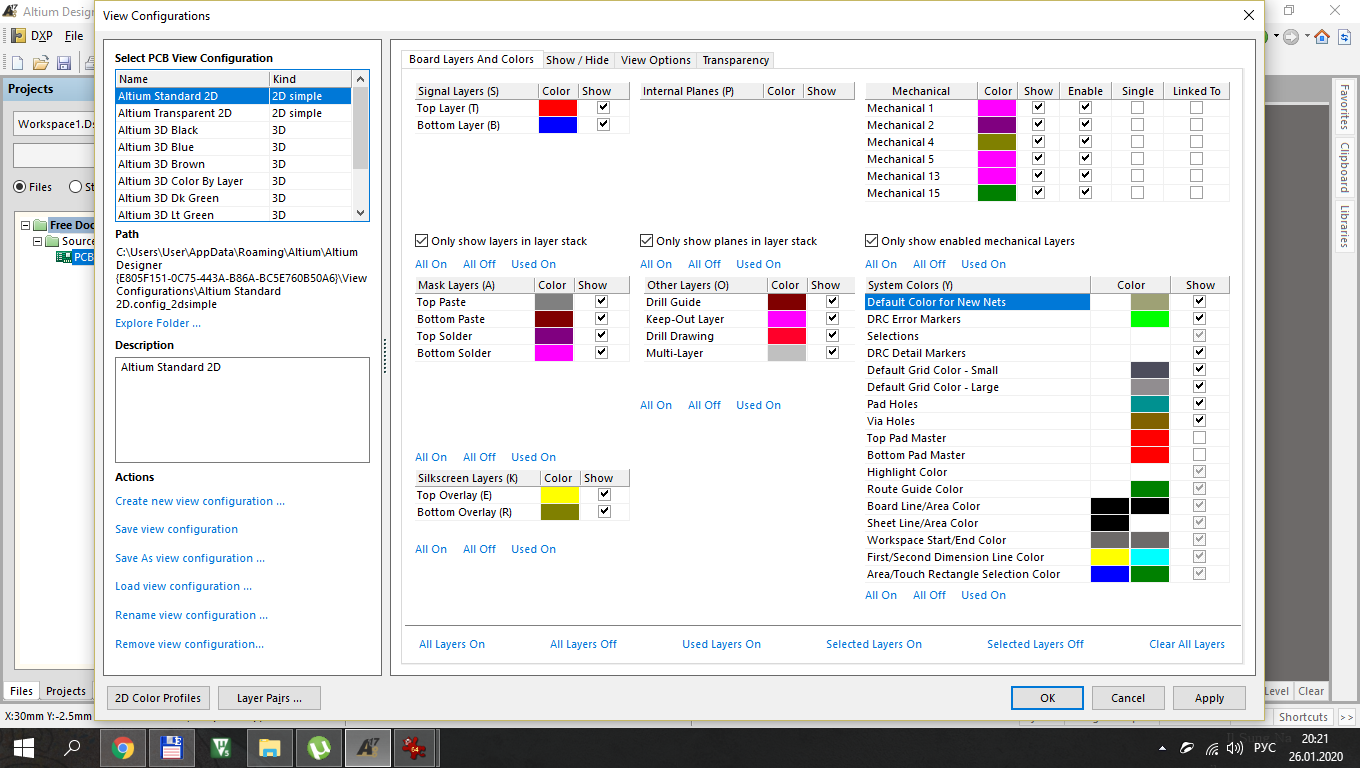 Altium Designe
View Configurations
DXP File
Projects
Workspace1.Ds
Files St
Free Doc
Source
PCB
Files Projects
X:30mm Y:-2.5mm
Select PCB View Configuration
Name Kind
Altium Standard 2D 2D simple
Altium Transparent 2D 2D simple
Altium 3D Black 3D
Altium 3D Blue 3D
Altium 3D Brown 3D
Altium 3D Color By Layer 3D
Altium 3D Dk Green 3D
Altium 3D Lt Green 3D
Path
C:\Users\User\AppData\Roaming\Altium\Altium
Designer
{E805F151-0C75-443A-B86A-BC5E760B50A6}\View
Configurations\Altium Standard
2D.config_2dsimple
Explore Folder ...
Description
Altium Standard 2D
Actions
Create new view configuration ...
Save view configuration
Save As view configuration ...
Load view configuration ...
Rename view configuration ...
Remove view configuration...
Board Layers And Colors Show / Hide View Options Transparency
Signal Layers (S) Color Show
Top Layer (T)
Bottom Layer (B)
Only show layers in layer stack
All On All Off Used On
Internal Planes (P) Color Show
Only show planes in layer stack
All On All Off Used On
Mechanical Color Show Enable Single Linked To
Mechanical 1
Mechanical 2
Mechanical 4
Mechanical 5
Mechanical 13
Mechanical 15
Only show enabled mechanical Layers
All On All Off Used On
Mask Layers (A) Color Show
Top Paste
Bottom Paste
Top Solder
Bottom Solder
All On All Off Used On
Other Layers (O) Color Show
Drill Guide
Keep-Out Layer
Drill Drawing
Multi-Layer
All On All Off Used On
Silkscreen Layers (K) Color Show
Top Overlay (E)
Bottom Overlay (R)
All On All Off Used On
System Colors (Y) Color Show
Default Color for New Nets
DRC Error Markers
Selections
DRC Detail Markers
Default Grid Color - Small
Default Grid Color - Large
Pad Holes
Via Holes
Top Pad Master
Bottom Pad Master
Highlight Color
Route Guide Color
Board Line/Area Color
Sheet Line/Area Color
Workspace Start/End Color
First/Second Dimension Line Color
Area/Touch Rectangle Selection Color
All On All Off Used On
All Layers On All Layers Off Used Layers On Selected Layers On Selected Layers Off Clear All Layers
2D Color Profiles Layer Pairs ... OK Cancel Apply
Favorites
Clipboard
Libraries
Level Clear
Shortcuts >>
РУС
20:21
26.01.2020